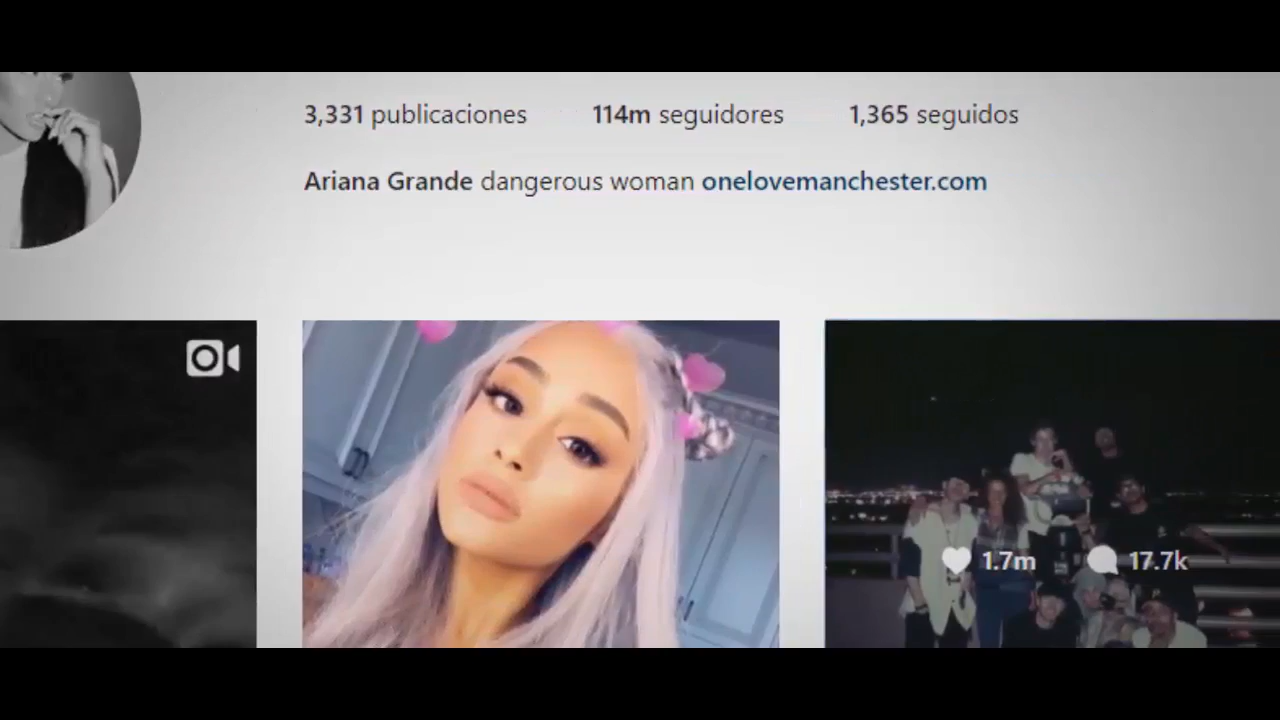 3,331 publicaciones 114m seguidores 1,365 seguidos
Ariana Grande dangerous woman onelovemanchester.com
1.7m 17.7k